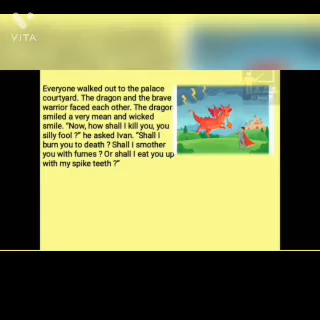 VITA
Everyone walked out to the palace
courtyard. The dragon and the brave
warrior faced each other. The dragon
smiled a very mean and wicked
smile. "Now, how shall I kill you, you
silly fool ?" he asked Ivan. "Shall I
burn you to death ? Shall I smother
you with fumes ? Or shall I eat you up
with my spike teeth ?"